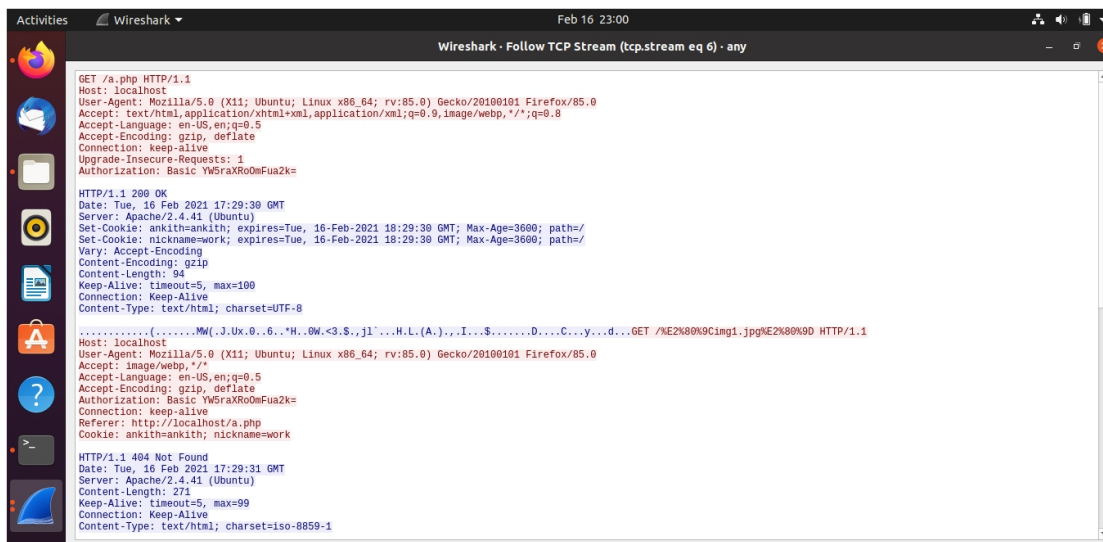 Activities
Wireshark
Feb 16 23:00
Wireshark · Follow TCP Stream (tcp.stream eq 6) · any
GET /a.php HTTP/1.1
Host: localhost
User-Agent: Mozilla/5.0 (X11; Ubuntu; Linux x86_64; rv:85.0) Gecko/20100101 Firefox/85.0
Accept: text/html,application/xhtml+xml,application/xml;q=0.9,image/webp,*/*;q=0.8
Accept-Language: en-US,en;q=0.5
Accept-Encoding: gzip, deflate
Connection: keep-alive
Upgrade-Insecure-Requests: 1
Authorization: Basic YW5raXRoOmFua2k=
HTTP/1.1 200 OK
Date: Tue, 16 Feb 2021 17:29:30 GMT
Server: Apache/2.4.41 (Ubuntu)
Set-Cookie: ankith=ankith; expires=Tue, 16-Feb-2021 18:29:30 GMT; Max-Age=3600; path=/
Set-Cookie: nickname=work; expires=Tue, 16-Feb-2021 18:29:30 GMT; Max-Age=3600; path=/
Vary: Accept-Encoding
Content-Encoding: gzip
Content-Length: 94
Keep-Alive: timeout=5, max=100
Connection: Keep-Alive
Content-Type: text/html; charset=UTF-8
............(.......MW(.J.Ux.0..6..*H..0W.<3.$.,jl`...H.L.(A.).,.I...$.......D....C...y...d...GET /%E2%80%9Cimg1.jpg%E2%80%9D HTTP/1.1
Host: localhost
User-Agent: Mozilla/5.0 (X11; Ubuntu; Linux x86_64; rv:85.0) Gecko/20100101 Firefox/85.0
Accept: image/webp,*/*
Accept-Language: en-US,en;q=0.5
Accept-Encoding: gzip, deflate
Authorization: Basic YW5raXRoOmFua2k=
Connection: keep-alive
Referer: http://localhost/a.php
Cookie: ankith=ankith; nickname=work
HTTP/1.1 404 Not Found
Date: Tue, 16 Feb 2021 17:29:31 GMT
Server: Apache/2.4.41 (Ubuntu)
Content-Length: 271
Keep-Alive: timeout=5, max=99
Connection: Keep-Alive
Content-Type: text/html; charset=iso-8859-1